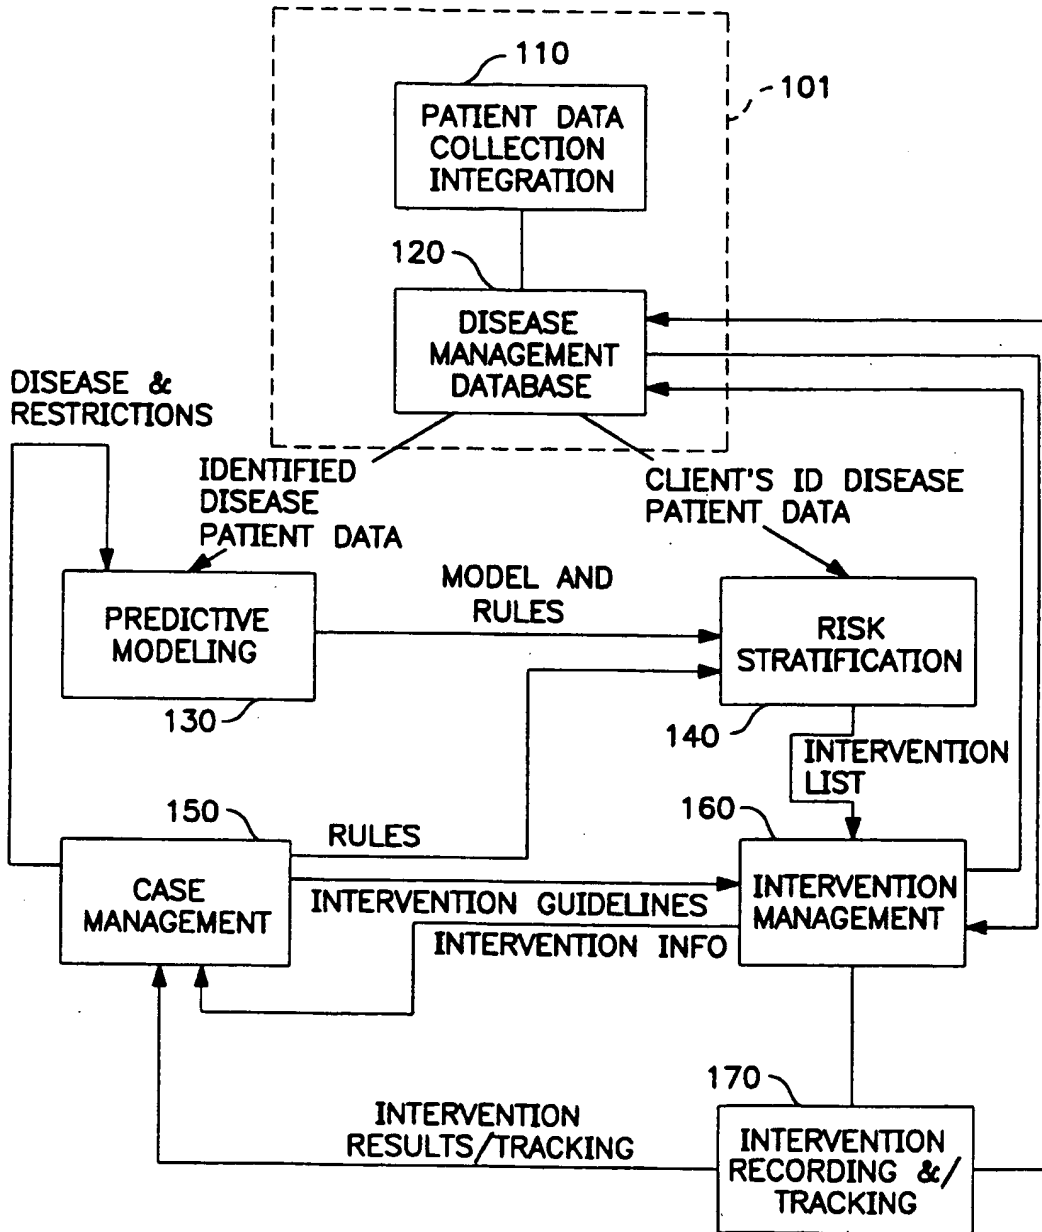 110
101
PATIENT DATA
COLLECTION
INTEGRATION
120
DISEASE
MANAGEMENT
DATABASE
DISEASE &
RESTRICTIONS
IDENTIFIED
DISEASE
PATIENT DATA
CLIENT'S ID DISEASE
PATIENT DATA
PREDICTIVE
MODELING
130
MODEL AND
RULES
RISK
STRATIFICATION
140
INTERVENTION
LIST
150
RULES
160
CASE
MANAGEMENT
INTERVENTION GUIDELINES
INTERVENTION INFO
INTERVENTION
MANAGEMENT
170
INTERVENTION
RESULTS/TRACKING
INTERVENTION
RECORDING &/
TRACKING